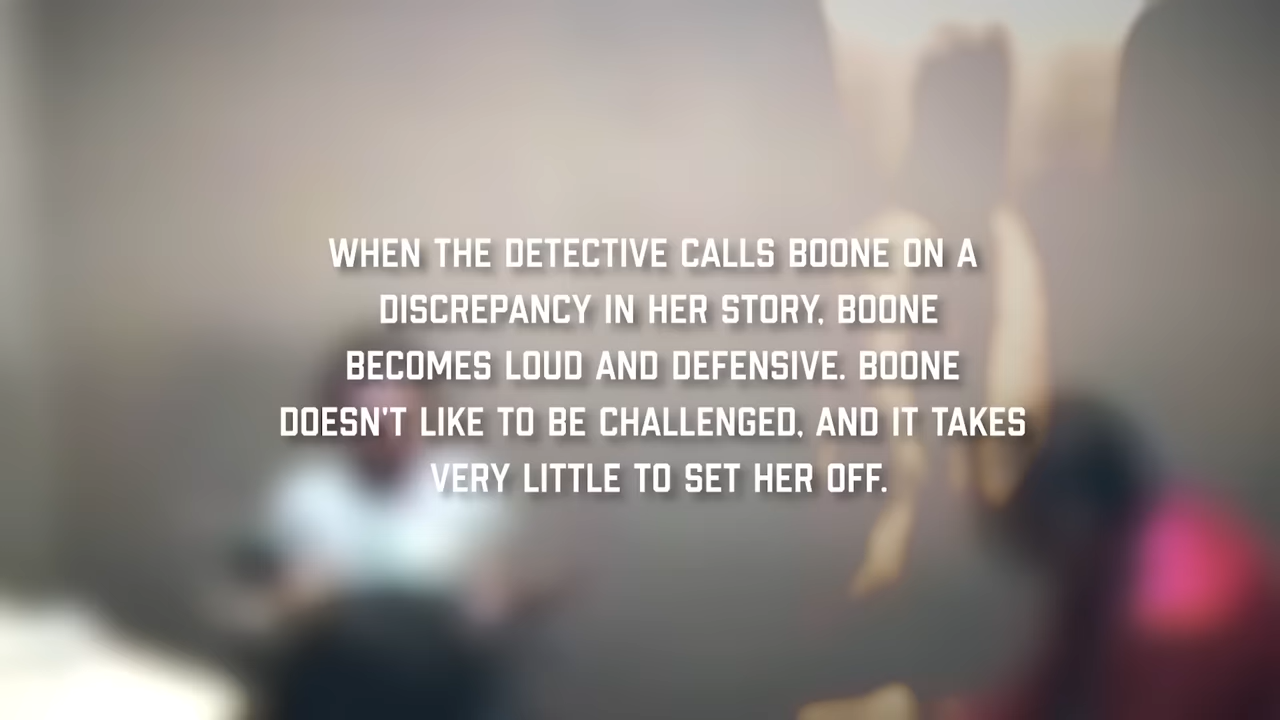 WHEN THE DETECTIVE CALLS BOONE ON A
DISCREPANCY IN HER STORY, BOONE
BECOMES LOUD AND DEFENSIVE. BOONE
DOESN'T LIKE TO BE CHALLENGED, AND IT TAKES
VERY LITTLE TO SET HER OFF.